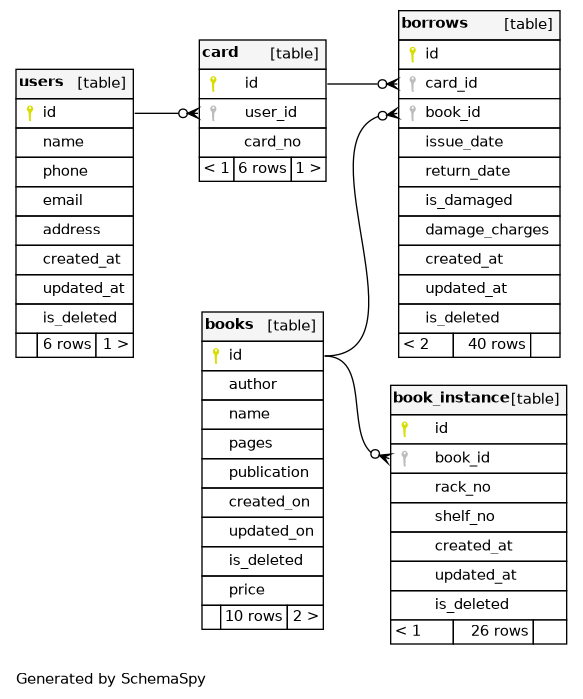 users [table]
id
name
phone
email
address
created_at
updated_at
is_deleted
6 rows 1 >
card [table]
id
user_id
card_no
< 1 6 rows 1 >
borrows [table]
id
card_id
book_id
issue_date
return_date
is_damaged
damage_charges
created_at
updated_at
is_deleted
< 2 40 rows
books [table]
id
author
name
pages
publication
created_on
updated_on
is_deleted
price
10 rows 2 >
book_instance [table]
id
book_id
rack_no
shelf_no
created_at
updated_at
is_deleted
< 1 26 rows
Generated by SchemaSpy